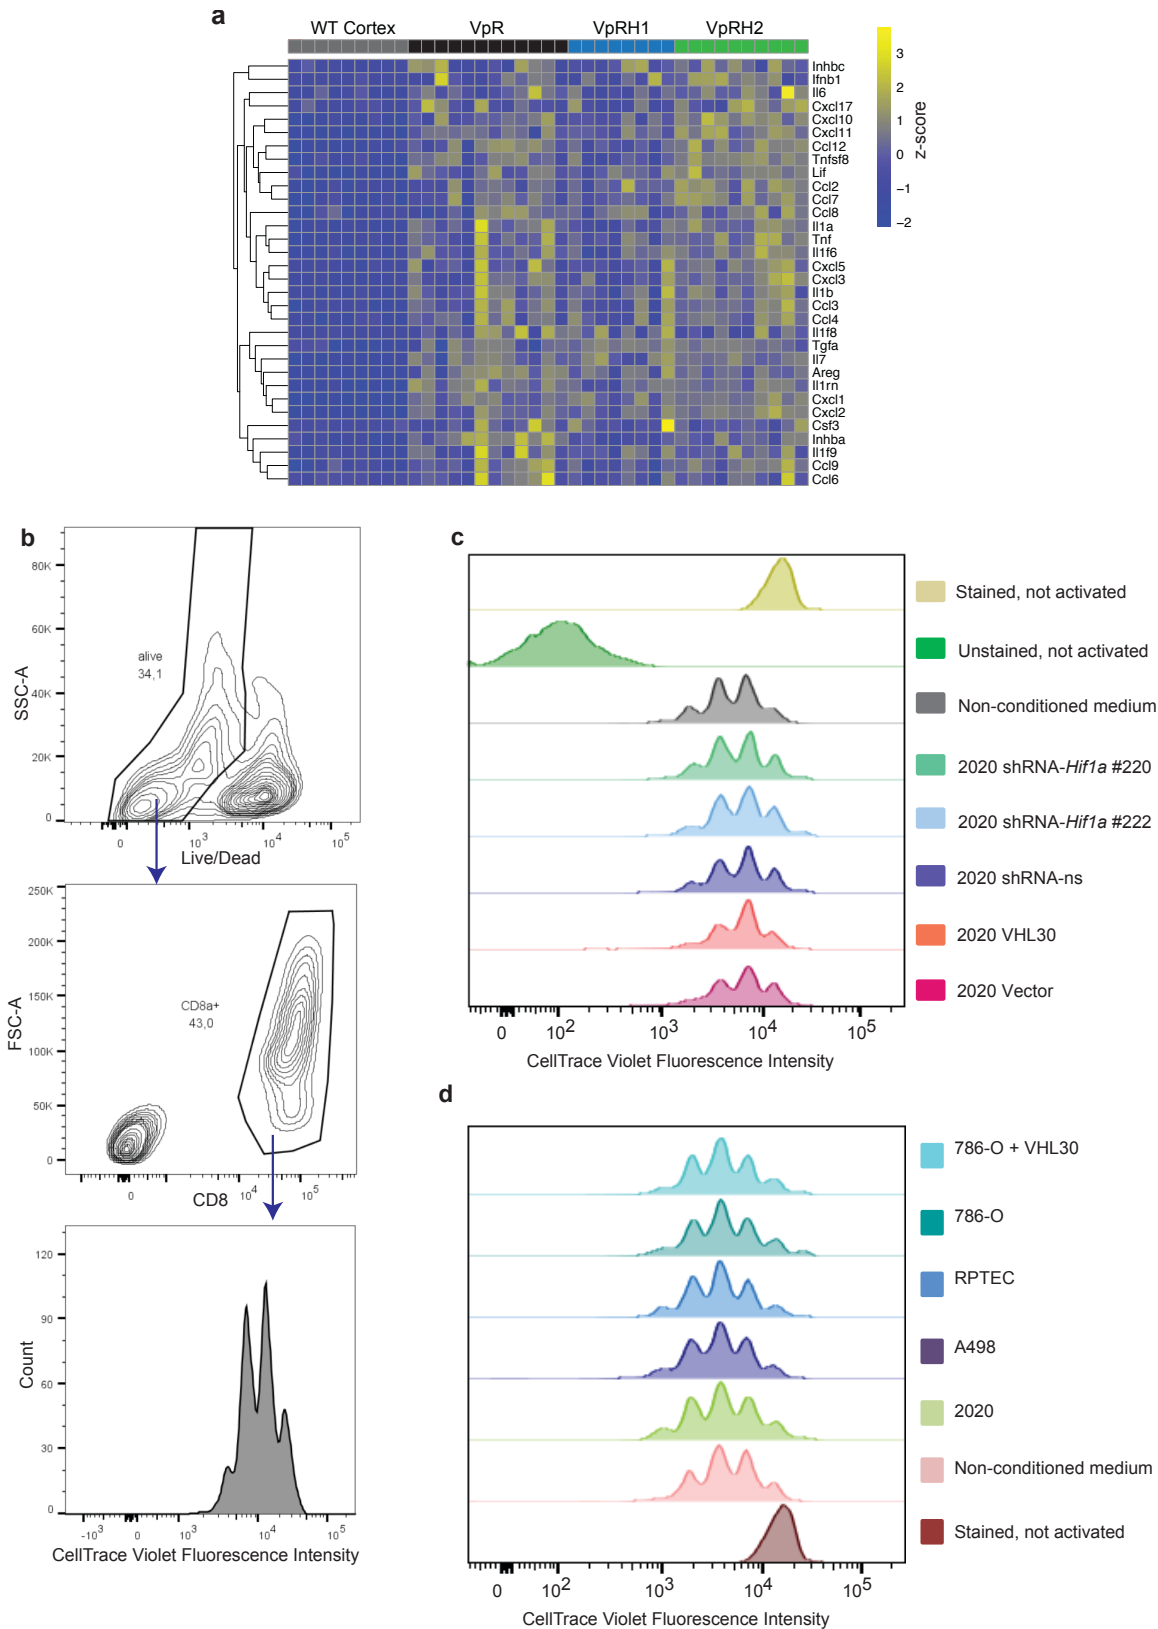 a
WT Cortex VpR VpRH1 VpRH2
Inhbc
Ifnb1
Il6
Cxcl17
Cxcl10
Cxcl11
Ccl12
Tnfsf8
Lif
Ccl2
Ccl7
Ccl8
Il1a
Tnf
Il1f6
Cxcl5
Cxcl3
Il1b
Ccl3
Ccl4
Il1f8
Tgfa
Il7
Areg
Il1rn
Cxcl1
Cxcl2
Csf3
Inhba
Il1f9
Ccl9
Ccl6
3
2
1
0
−1
−2
z-score
b
SSC-A
80K
60K
40K
20K
0
alive
34,1
0 10³ 10⁴ 10⁵
Live/Dead
FSC-A
250K
200K
150K
100K
50K
0
CD8a+
43,0
0 10⁴ 10⁵
CD8
Count
120
90
60
30
0
-10³ 0 10³ 10⁴ 10⁵
CellTrace Violet Fluorescence Intensity
c
Stained, not activated
Unstained, not activated
Non-conditioned medium
2020 shRNA-Hif1a #220
2020 shRNA-Hif1a #222
2020 shRNA-ns
2020 VHL30
2020 Vector
0 10² 10³ 10⁴ 10⁵
CellTrace Violet Fluorescence Intensity
d
786-O + VHL30
786-O
RPTEC
A498
2020
Non-conditioned medium
Stained, not activated
0 10² 10³ 10⁴ 10⁵
CellTrace Violet Fluorescence Intensity